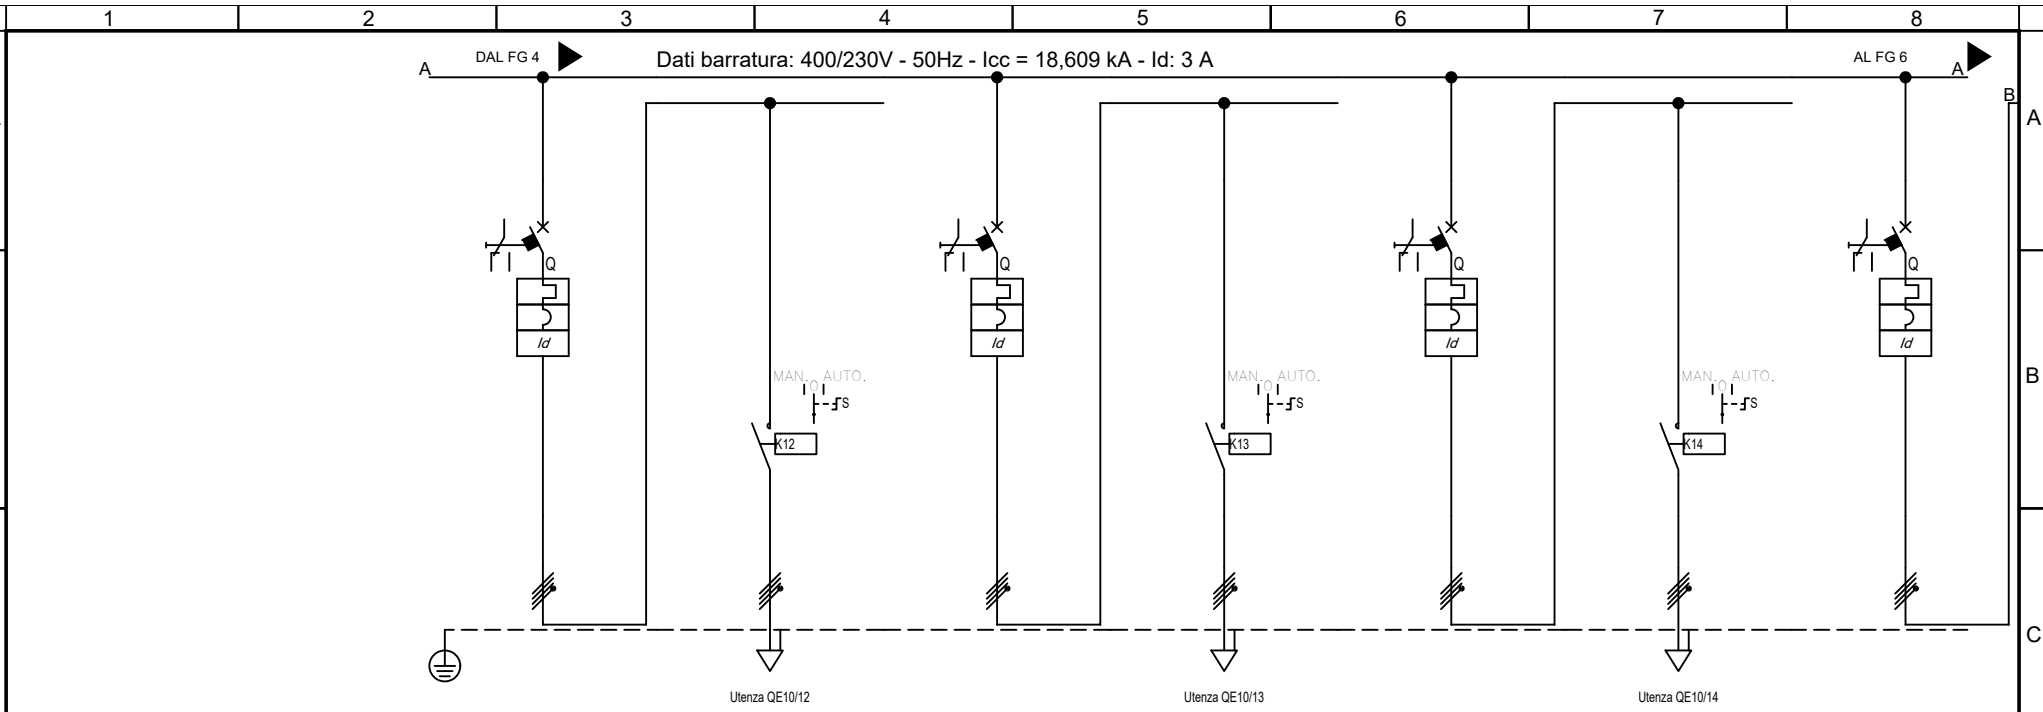 1 2 3 4 5 6 7 8
DAL FG 4 Dati barratura: 400/230V - 50Hz - Icc = 18,609 kA - Id: 3 A AL FG 6
A A
B
A
Q Q Q Q
Id Id Id Id
MAN. O AUTO. MAN. O AUTO. MAN. O AUTO.
B
S S S
K12 K13 K14
C
Utenza QE10/12 Utenza QE10/13 Utenza QE10/14